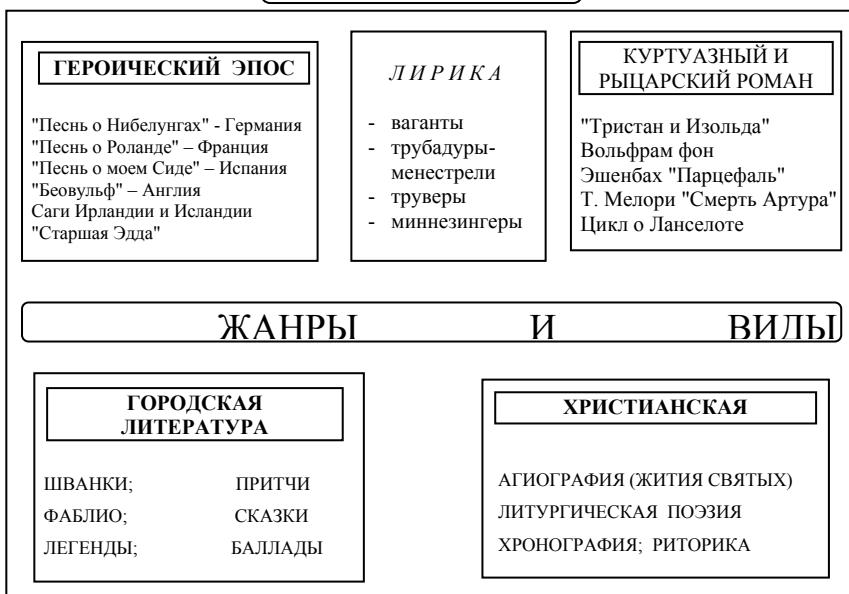 ГЕРОИЧЕСКИЙ ЭПОС
"Песнь о Нибелунгах" - Германия
"Песнь о Роланде" – Франция
"Песнь о моем Сиде" – Испания
"Беовульф" – Англия
Саги Ирландии и Исландии
"Старшая Эдда"
ЛИРИКА
- ваганты
- трубадуры-
менестрели
- труверы
- миннезингеры
КУРТУАЗНЫЙ И
РЫЦАРСКИЙ РОМАН
"Тристан и Изольда"
Вольфрам фон
Эшенбах "Парцефаль"
Т. Мелори "Смерть Артура"
Цикл о Ланселоте
ЖАНРЫ И ВИДЫ
ГОРОДСКАЯ
ЛИТЕРАТУРА
ШВАНКИ; ПРИТЧИ
ФАБЛИО; СКАЗКИ
ЛЕГЕНДЫ; БАЛЛАДЫ
ХРИСТИАНСКАЯ
АГИОГРАФИЯ (ЖИТИЯ СВЯТЫХ)
ЛИТУРГИЧЕСКАЯ ПОЭЗИЯ
ХРОНОГРАФИЯ; РИТОРИКА